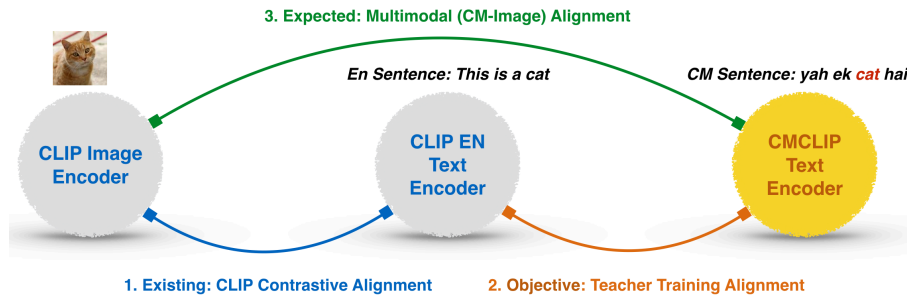 3. Expected: Multimodal (CM-Image) Alignment
En Sentence: This is a cat
CM Sentence: yah ek cat hai
CLIP Image
Encoder
CLIP EN
Text
Encoder
CMCLIP
Text
Encoder
1. Existing: CLIP Contrastive Alignment
2. Objective: Teacher Training Alignment